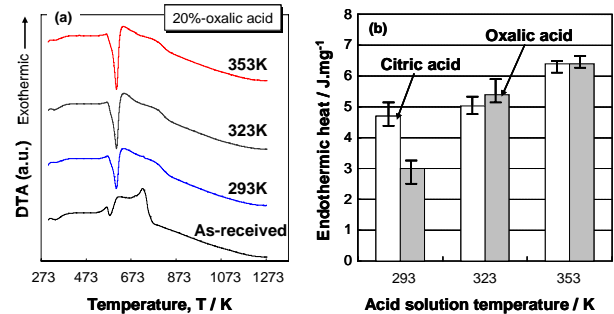 (a)
20%-oxalic acid
Exothermic
DTA (a.u.)
353K
323K
293K
As-received
273 473 673 873 1073 1273
Temperature, T / K
(b)
Oxalic acid
Citric acid
Endothermic heat / J.mg-1
8
7
6
5
4
3
2
1
0
293 323 353
Acid solution temperature / K